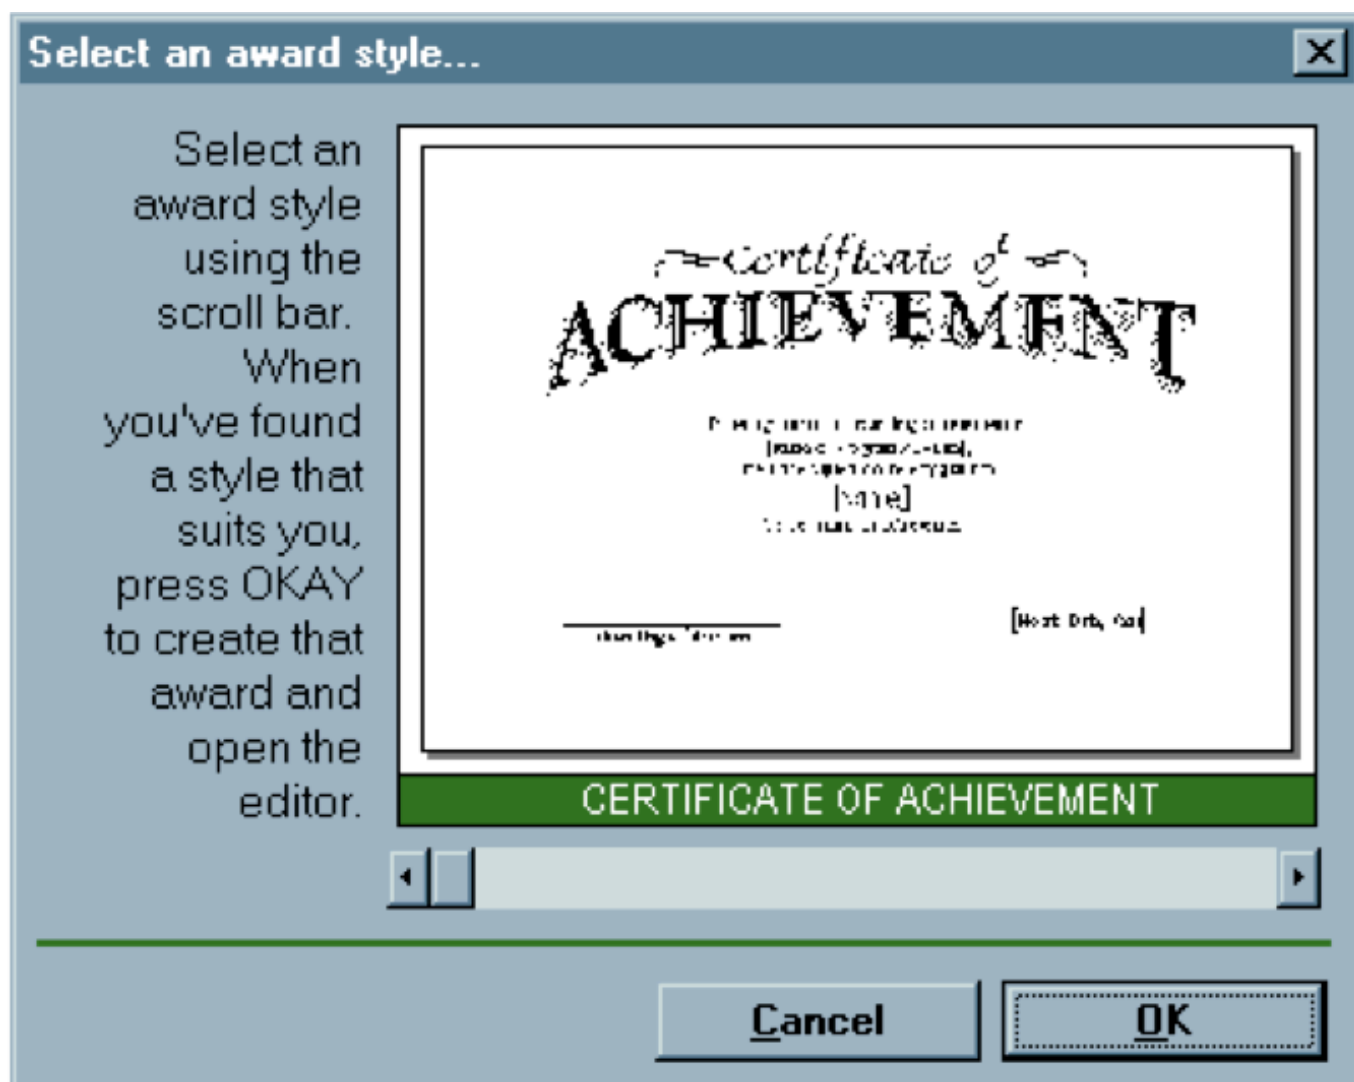 Select an award style...
Select an
award style
using the
scroll bar.
When
you've found
a style that
suits you,
press OKAY
to create that
award and
open the
editor.
Certificate of
ACHIEVEMENT
[Name]
CERTIFICATE OF ACHIEVEMENT
Cancel
OK